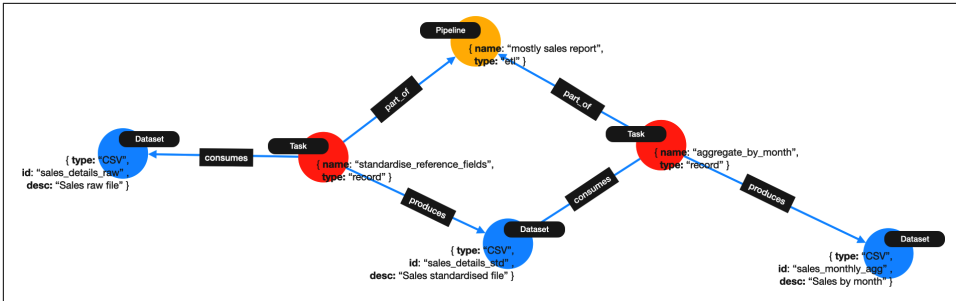 Pipeline
{ name: “mostly sales report”,
type: “etl” }
part_of
part_of
Dataset
consumes
Task
Task
{ type: “CSV”,
id: “sales_details_raw” ,
desc: “Sales raw file” }
{ name: “standardise_reference_fields”,
type: “record”}
{ name: “aggregate_by_month”,
type: “record”}
produces
consumes
produces
Dataset
{ type: “CSV”,
id: “sales_details_std” ,
desc: “Sales standardised file” }
Dataset
{ type: “CSV”,
id: “sales_monthly_agg” ,
desc: “Sales by month” }